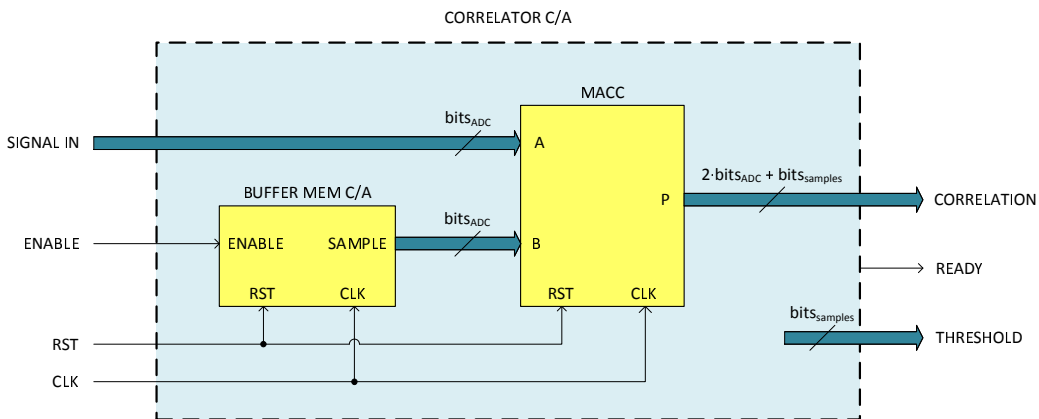 CORRELATOR C/A
MACC
bitsADC
SIGNAL IN
A
2·bitsADC + bitssamples
BUFFER MEM C/A
P
CORRELATION
bitsADC
ENABLE
ENABLE
SAMPLE
B
READY
RST
CLK
RST
CLK
bitssamples
RST
THRESHOLD
CLK